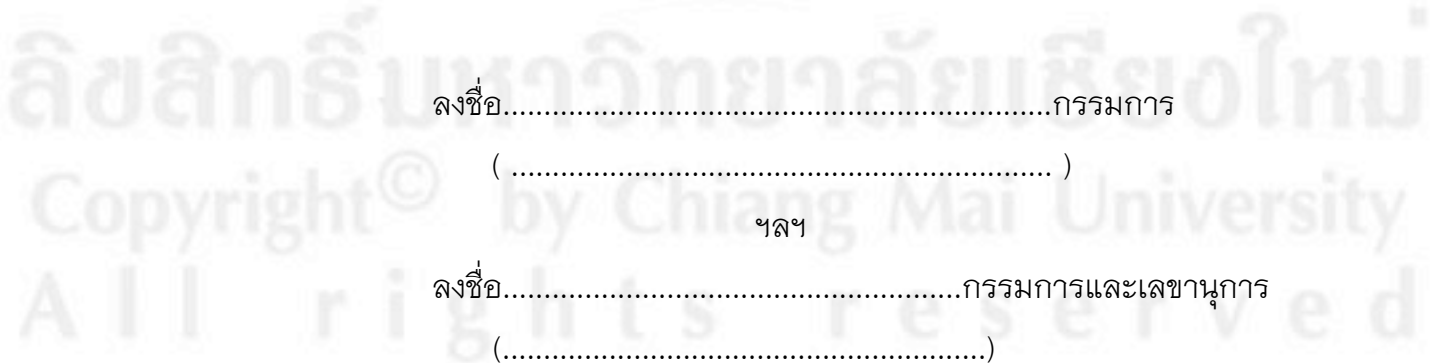 ลิขสิทธิ์มหาวิทยาลัยเชียงใหม่
ลงชื่อ...................................................................กรรมการ
( .................................................................. )
Copyright© by Chiang Mai University
ฯลฯ
ลงชื่อ........................................................กรรมการและเลขานุการ
All rights reserved
(...........................................................)